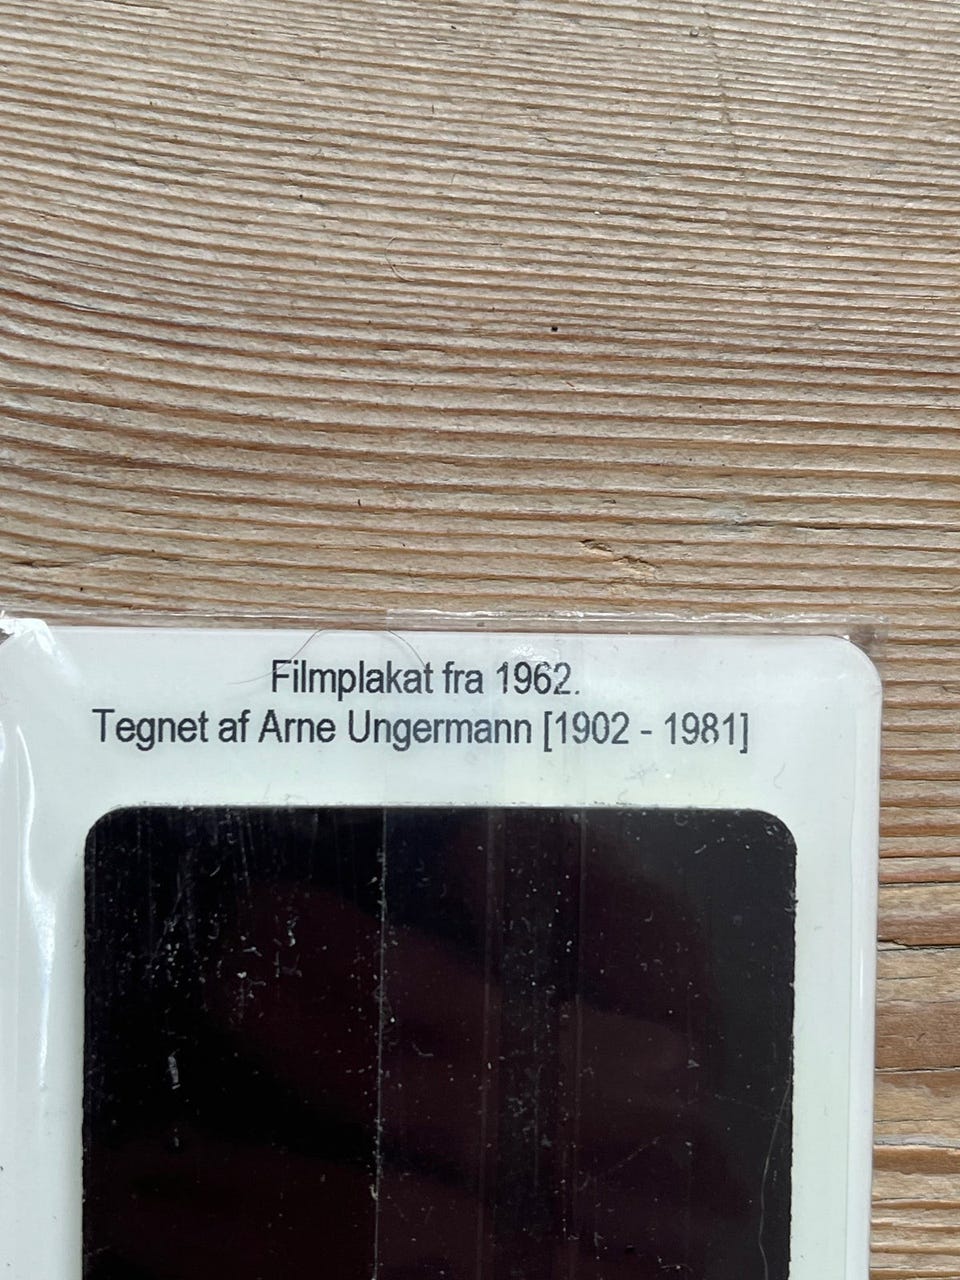 Filmplakat fra 1962.
Tegnet af Arne Ungermann [1902 - 1981]